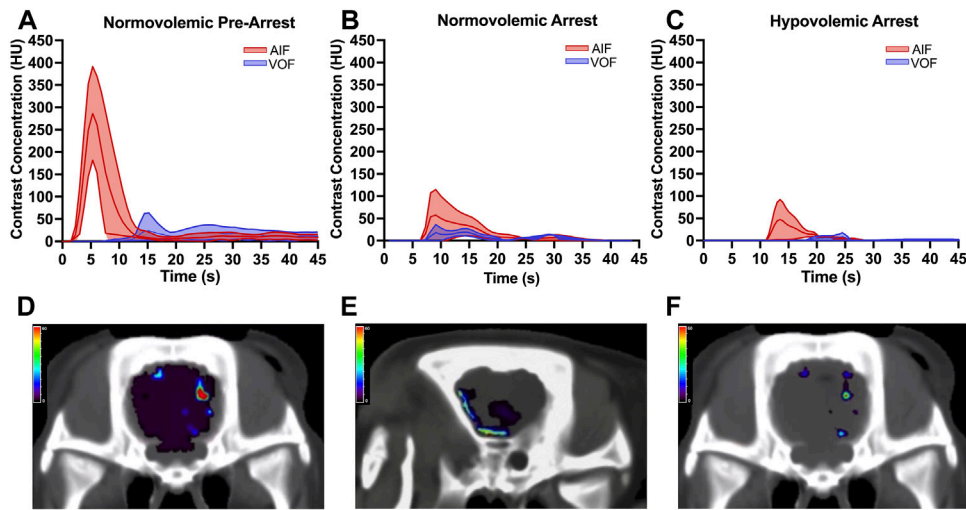 A Normovolemic Pre-Arrest
Contrast Concentration (HU)
450
400
350
300
250
200
150
100
50
0
AIF
VOF
0 5 10 15 20 25 30 35 40 45
Time (s)
B Normovolemic Arrest
Contrast Concentration (HU)
450
400
350
300
250
200
150
100
50
0
AIF
VOF
0 5 10 15 20 25 30 35 40 45
Time (s)
C Hypovolemic Arrest
Contrast Concentration (HU)
450
400
350
300
250
200
150
100
50
0
AIF
VOF
0 5 10 15 20 25 30 35 40 45
Time (s)
D
E
F